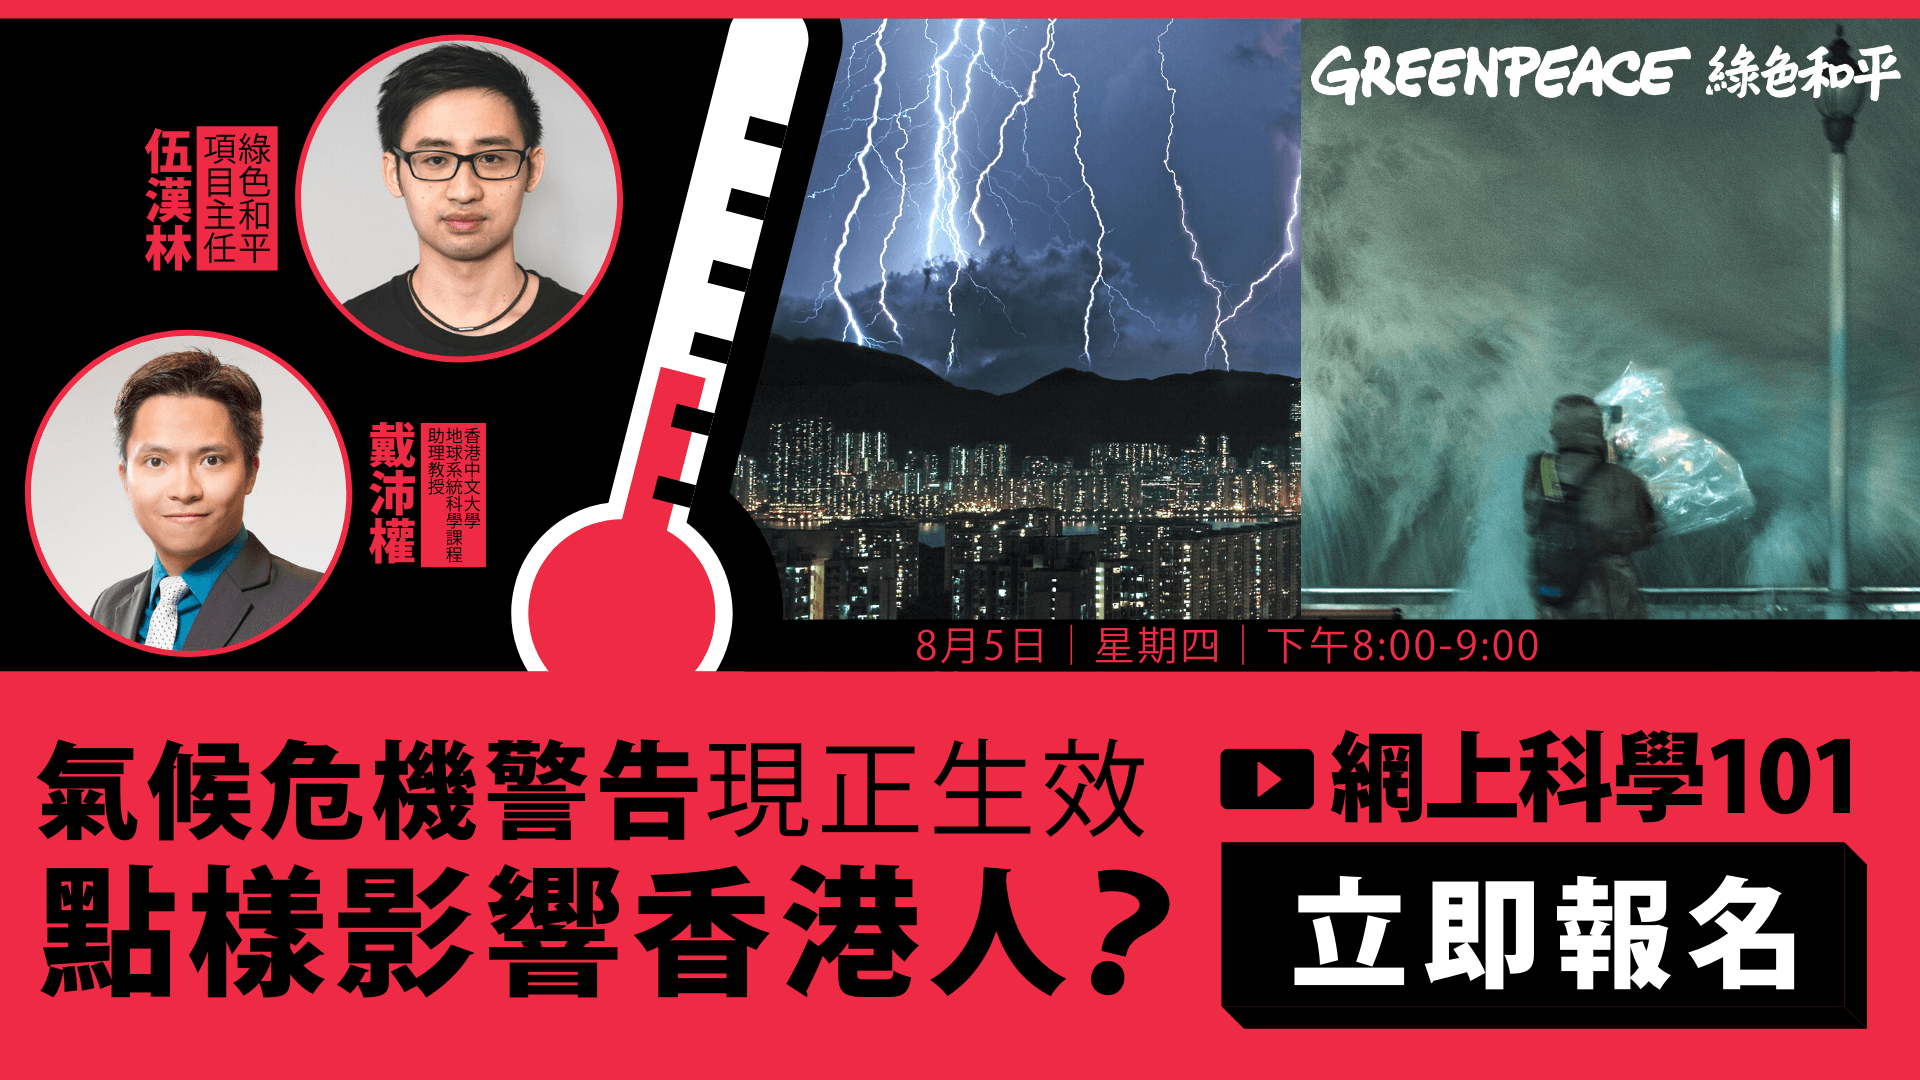 GREENPEACE 綠色和平
綠色和平
項目主任
伍漢林
香港中文大學
地球系統科學課程
助理教授
戴沛權
8月5日｜星期四｜下午8:00-9:00
氣候危機警告現正生效
點樣影響香港人？
網上科學101
立即報名